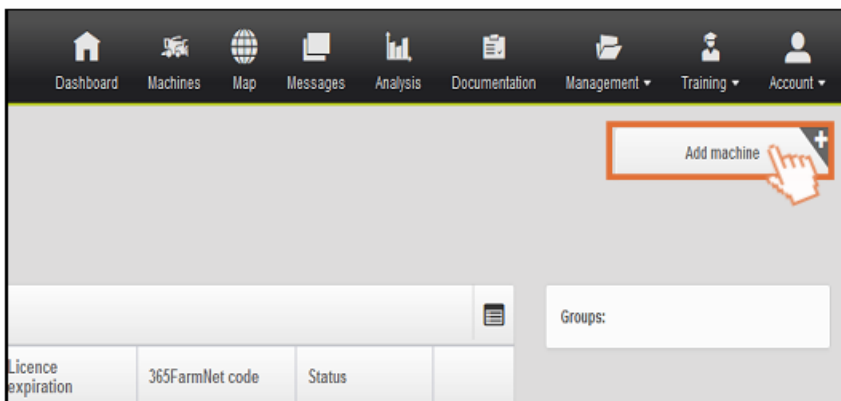 Dashboard Machines Map Messages Analysis Documentation Management Training Account
Add machine
Groups:
Licence
expiration
365FarmNet code
Status